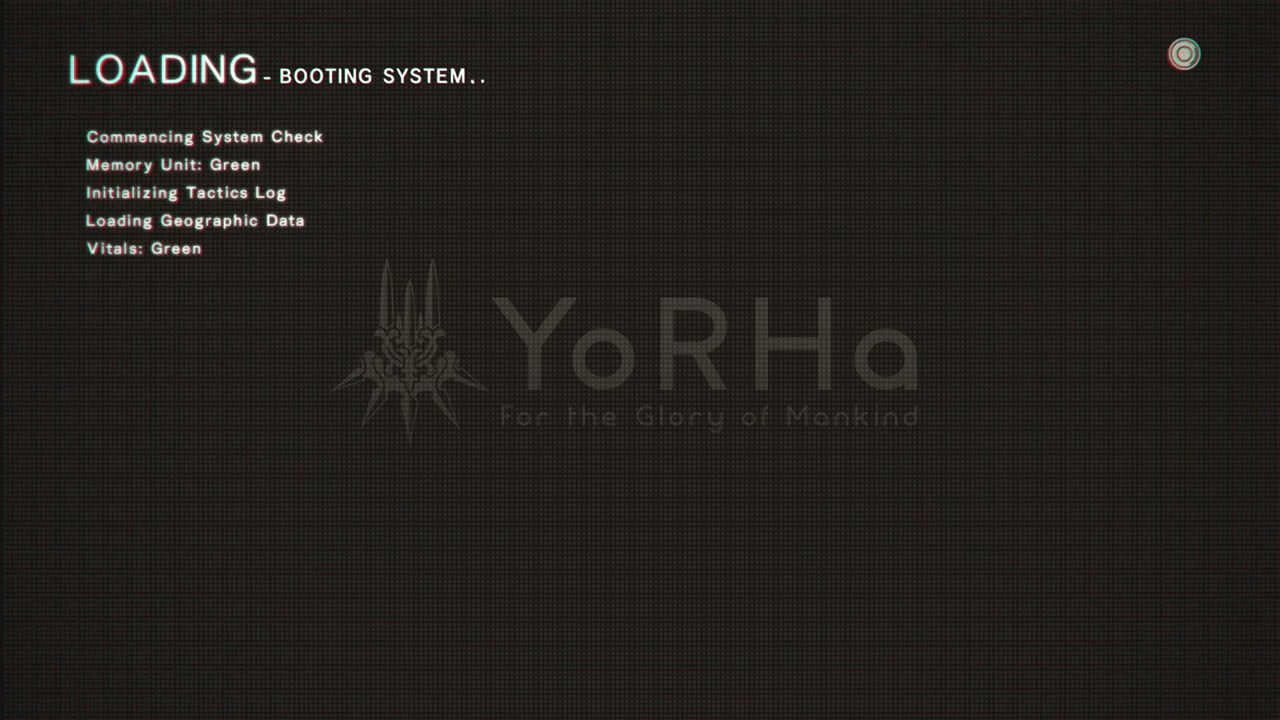 LOADING - BOOTING SYSTEM..
Commencing System Check
Memory Unit: Green
Initializing Tactics Log
Loading Geographic Data
Vitals: Green
YoRHa
For the Glory of Mankind